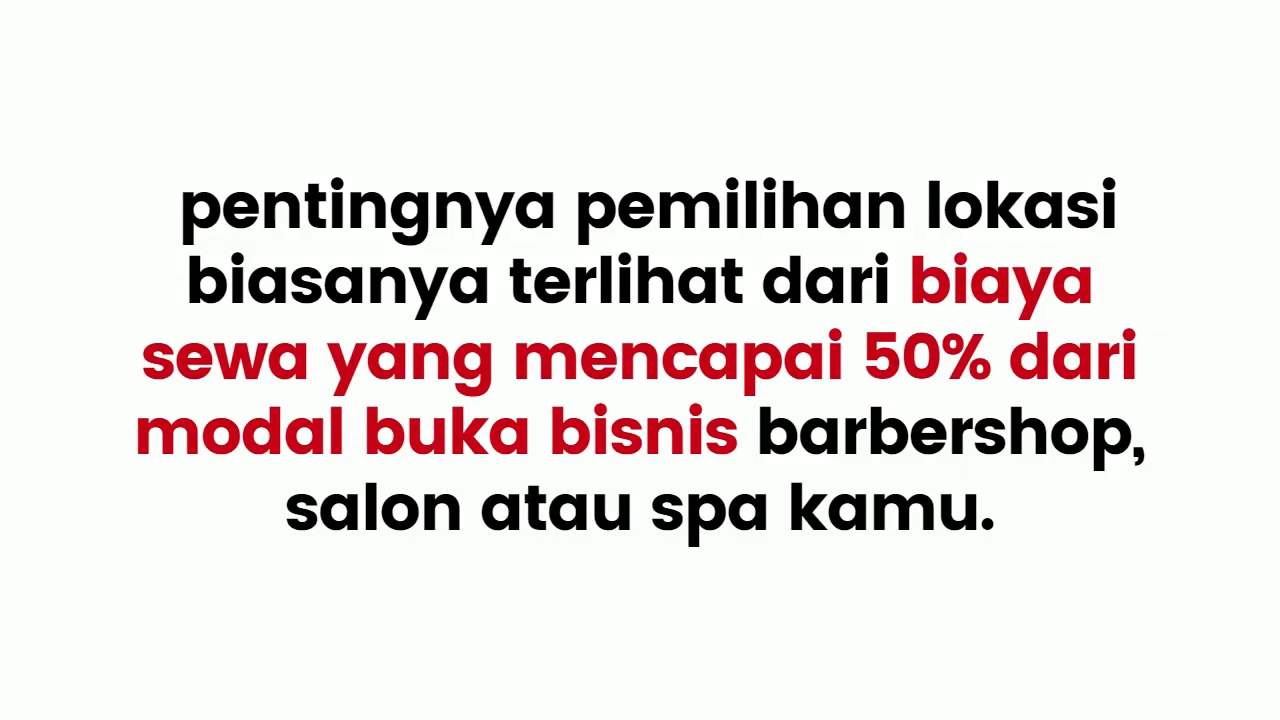 pentingnya pemilihan lokasi
biasanya terlihat dari biaya
sewa yang mencapai 50% dari
modal buka bisnis barbershop,
salon atau spa kamu.